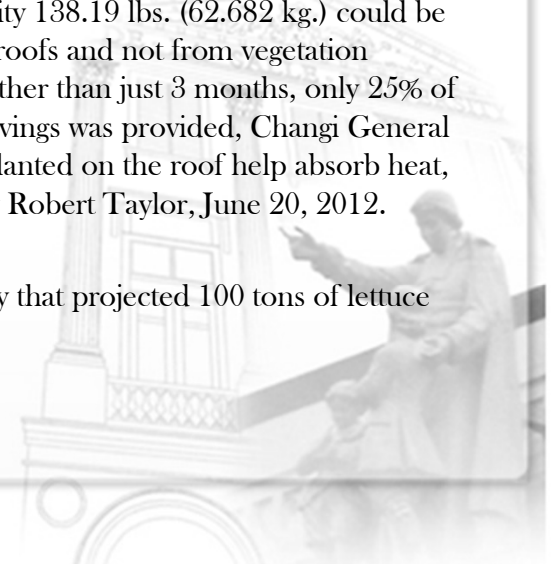 ity 138.19 lbs. (62.682 kg.) could be
roofs and not from vegetation
ther than just 3 months, only 25% of
vings was provided, Changi General
lanted on the roof help absorb heat,
Robert Taylor, June 20, 2012.
y that projected 100 tons of lettuce